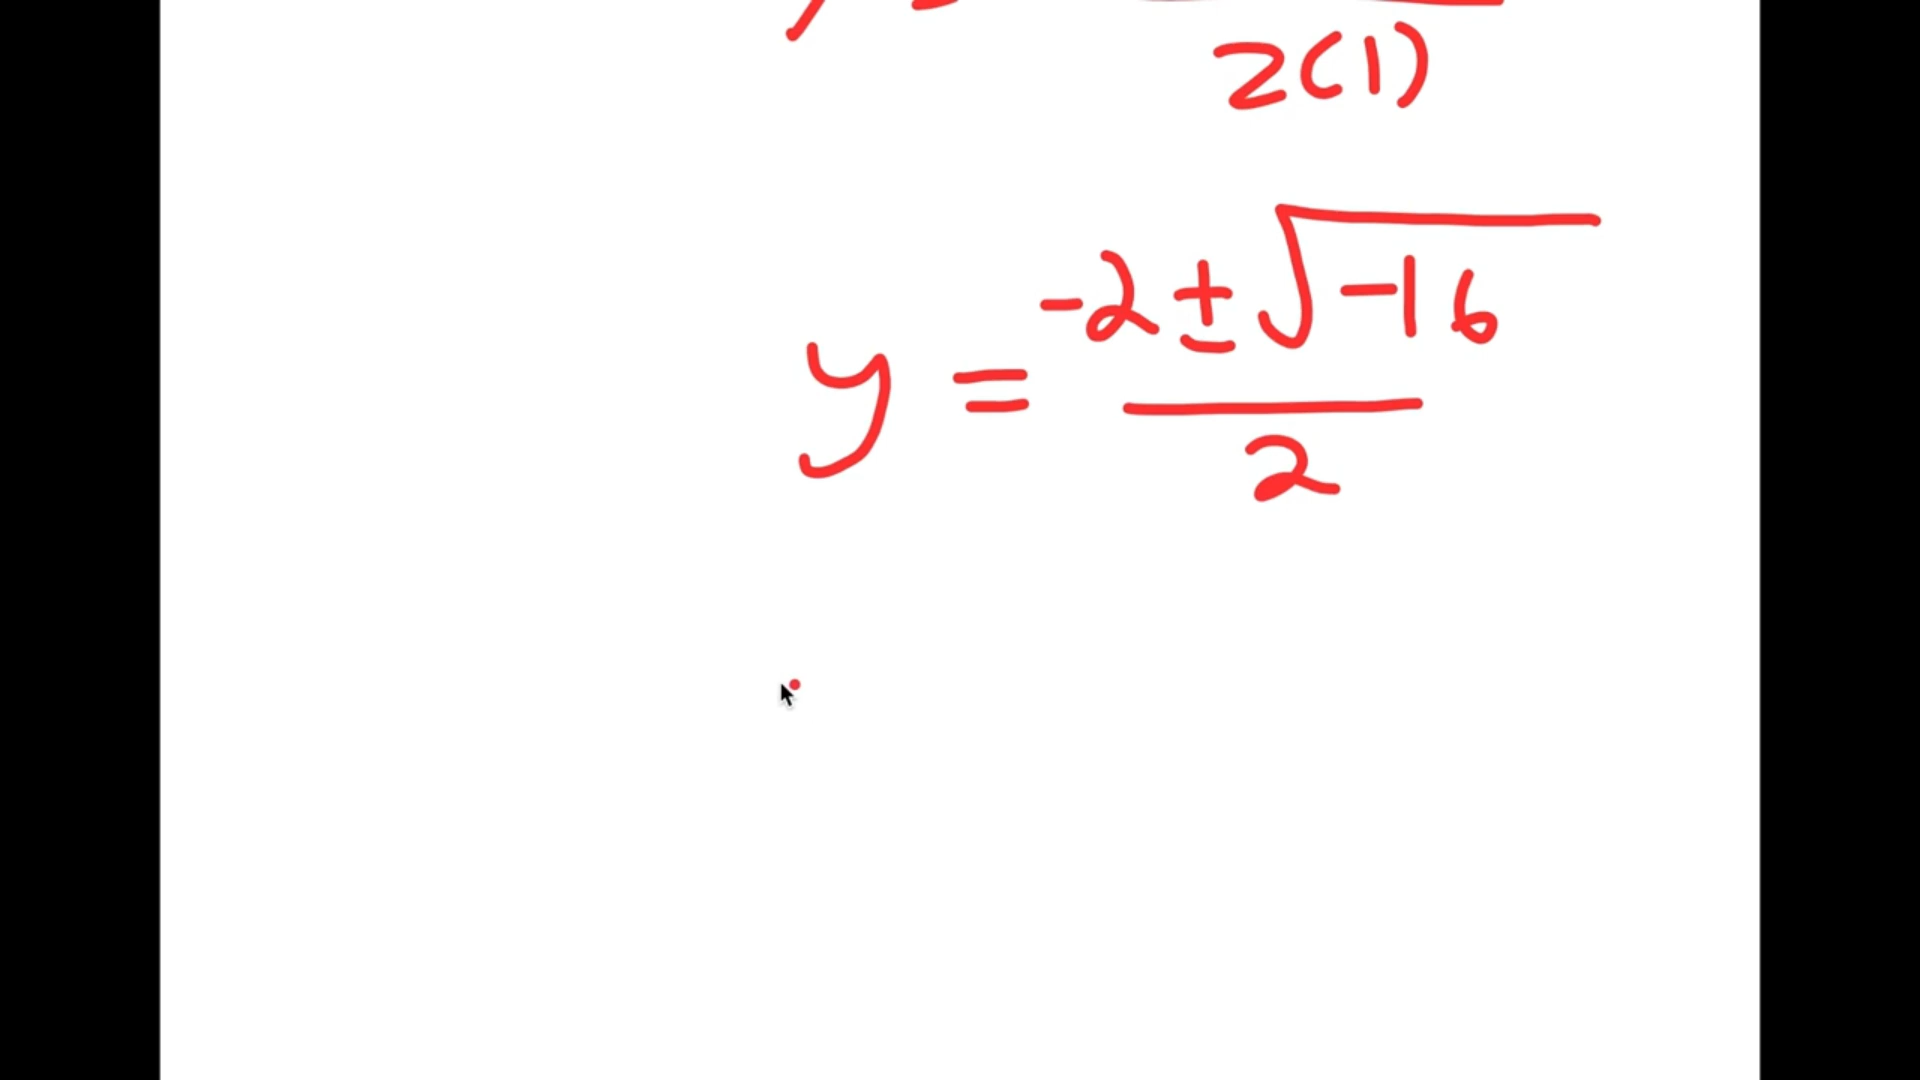 2(1)
y = -2 ± √-16
2